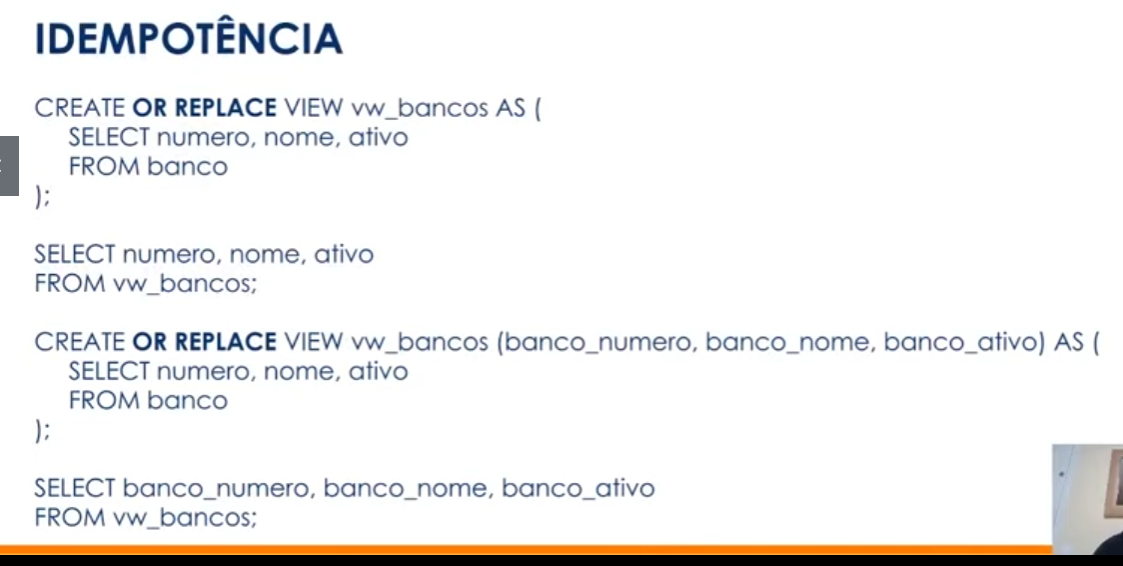 IDEMPOTÊNCIA
CREATE OR REPLACE VIEW vw_bancos AS (
SELECT numero, nome, ativo
FROM banco
);
SELECT numero, nome, ativo
FROM vw_bancos;
CREATE OR REPLACE VIEW vw_bancos (banco_numero, banco_nome, banco_ativo) AS (
SELECT numero, nome, ativo
FROM banco
);
SELECT banco_numero, banco_nome, banco_ativo
FROM vw_bancos;